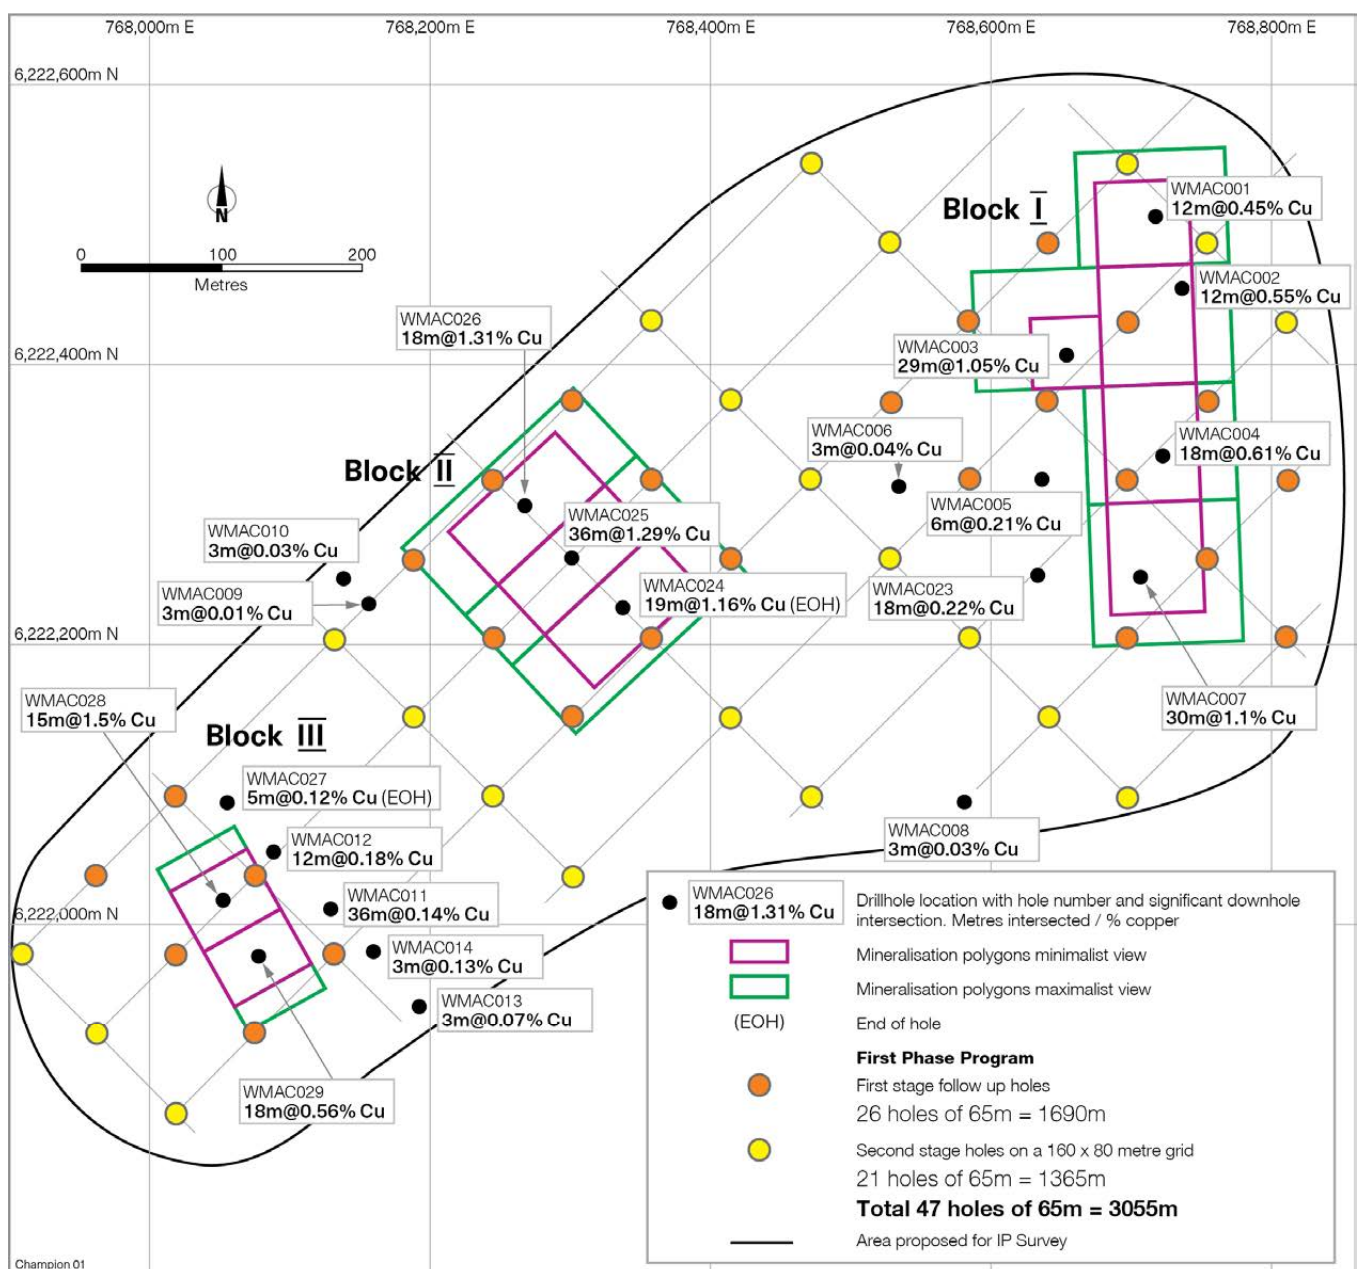 768,000m E
768,200m E
768,400m E
768,600m E
768,800m E
6,222,600m N
N
0 100 200
Metres
Block I
WMAC001
12m@0.45% Cu
WMAC002
12m@0.55% Cu
WMAC026
18m@1.31% Cu
6,222,400m N
WMAC003
29m@1.05% Cu
WMAC006
3m@0.04% Cu
WMAC004
18m@0.61% Cu
Block II
WMAC005
6m@0.21% Cu
WMAC025
36m@1.29% Cu
WMAC010
3m@0.03% Cu
WMAC024
19m@1.16% Cu (EOH)
WMAC023
18m@0.22% Cu
WMAC009
3m@0.01% Cu
6,222,200m N
WMAC028
15m@1.5% Cu
WMAC007
30m@1.1% Cu
Block III
WMAC027
5m@0.12% Cu (EOH)
WMAC012
12m@0.18% Cu
WMAC008
3m@0.03% Cu
WMAC011
36m@0.14% Cu
6,222,000m N
WMAC014
3m@0.13% Cu
WMAC013
3m@0.07% Cu
WMAC029
18m@0.56% Cu
WMAC026
18m@1.31% Cu
Drillhole location with hole number and significant downhole
intersection. Metres intersected / % copper
Mineralisation polygons minimalist view
Mineralisation polygons maximalist view
(EOH) End of hole
First Phase Program
First stage follow up holes
26 holes of 65m = 1690m
Second stage holes on a 160 x 80 metre grid
21 holes of 65m = 1365m
Total 47 holes of 65m = 3055m
Area proposed for IP Survey
Champion 01